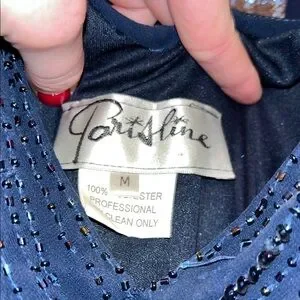 Parisline
M
100%
PROFESSIONAL
CLEAN ONLY